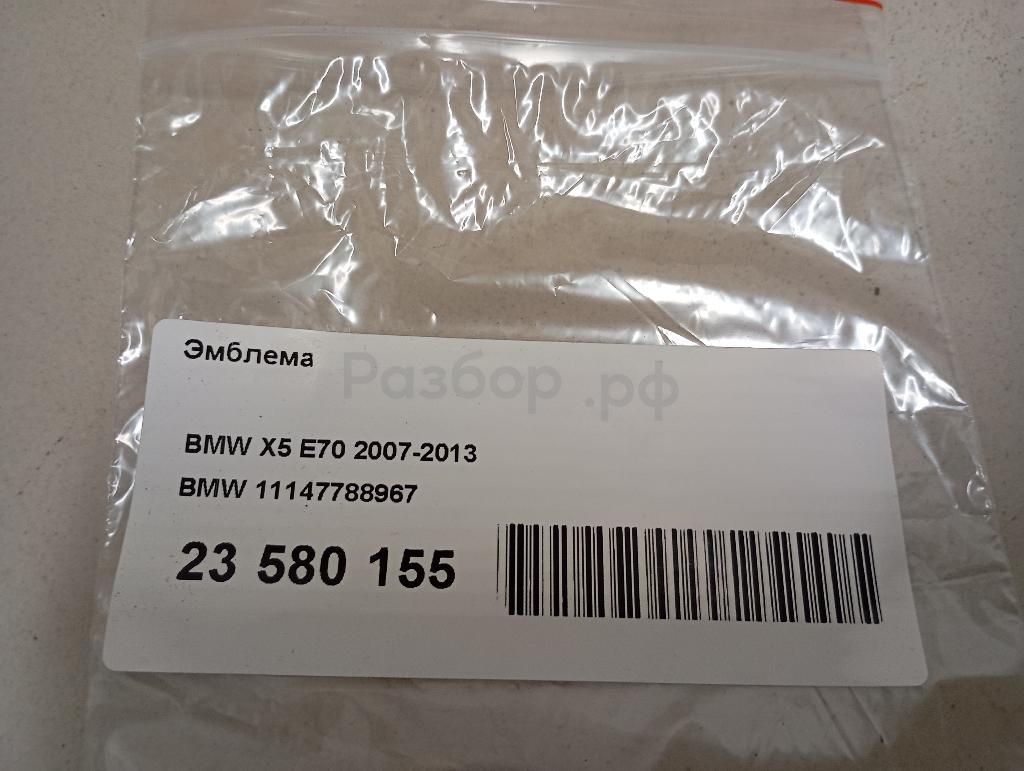 Эмблема
Разбор.рф
BMW X5 E70 2007-2013
BMW 11147788967
23 580 155